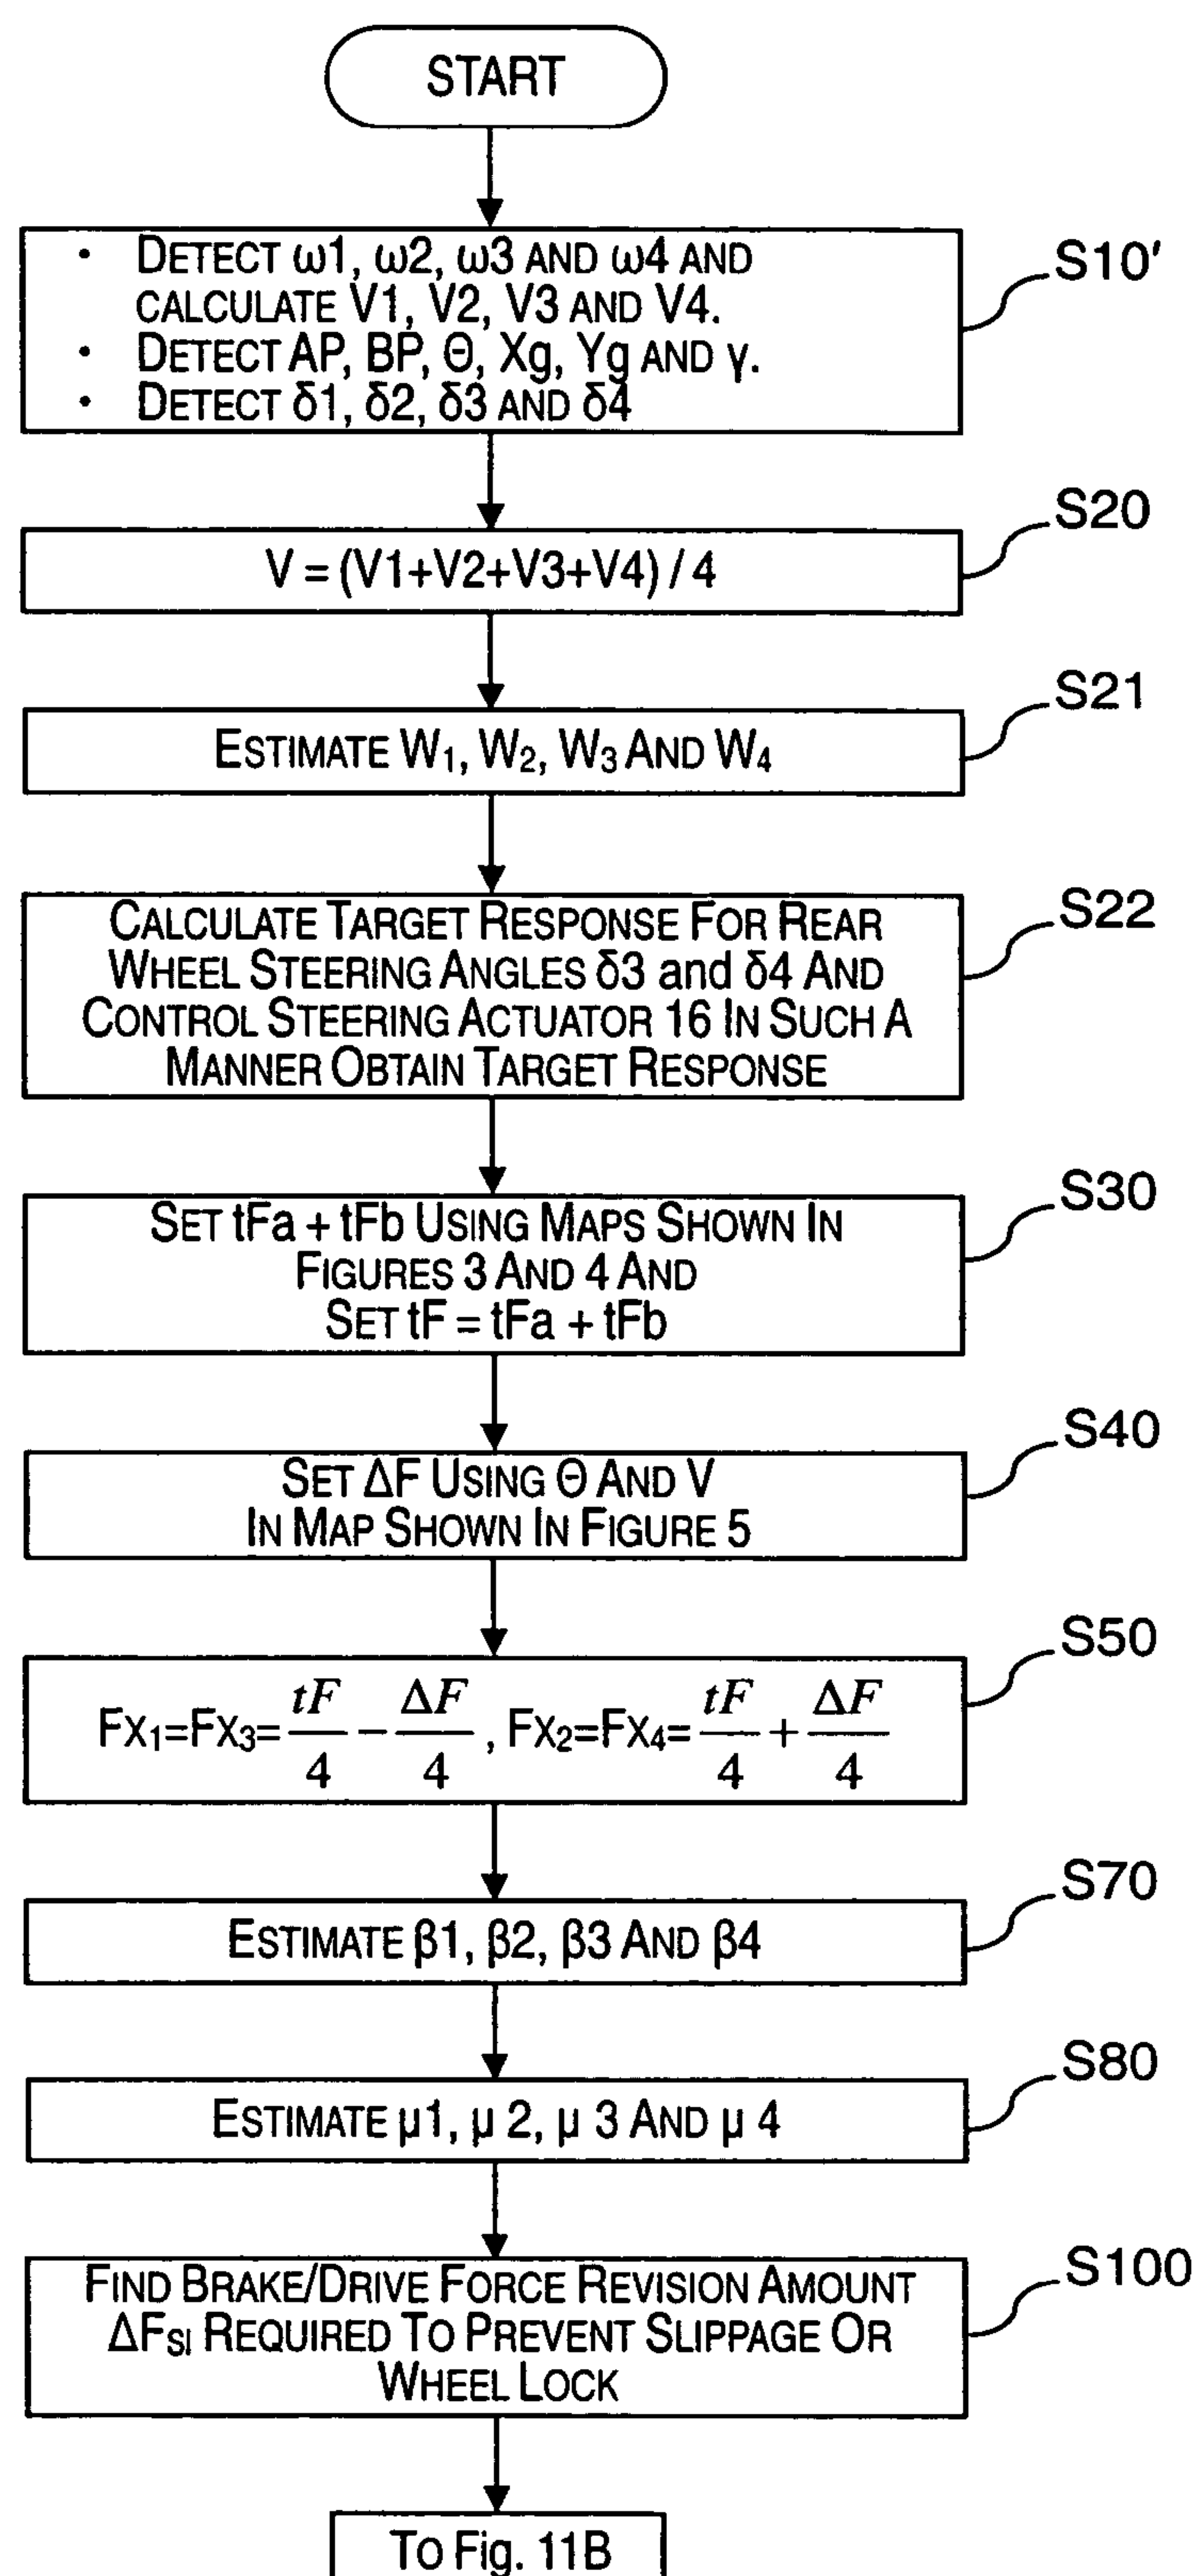 START
DETECT ω1, ω2, ω3 AND ω4 AND
CALCULATE V1, V2, V3 AND V4.
DETECT AP, BP, Θ, Xg, Yg AND γ.
DETECT δ1, δ2, δ3 AND δ4
S10'
V = (V1+V2+V3+V4) / 4
S20
ESTIMATE W₁, W₂, W₃ AND W₄
S21
CALCULATE TARGET RESPONSE FOR REAR
WHEEL STEERING ANGLES δ3 and δ4 AND
CONTROL STEERING ACTUATOR 16 IN SUCH A
MANNER OBTAIN TARGET RESPONSE
S22
SET tFa + tFb USING MAPS SHOWN IN
FIGURES 3 AND 4 AND
SET tF = tFa + tFb
S30
SET ΔF USING Θ AND V
IN MAP SHOWN IN FIGURE 5
S40
FX₁=FX₃= tF/4 − ΔF/4 , FX₂=FX₄= tF/4 + ΔF/4
S50
ESTIMATE β1, β2, β3 AND β4
S70
ESTIMATE μ1, μ 2, μ 3 AND μ 4
S80
FIND BRAKE/DRIVE FORCE REVISION AMOUNT
ΔFSI REQUIRED TO PREVENT SLIPPAGE OR
WHEEL LOCK
S100
TO Fig. 11B